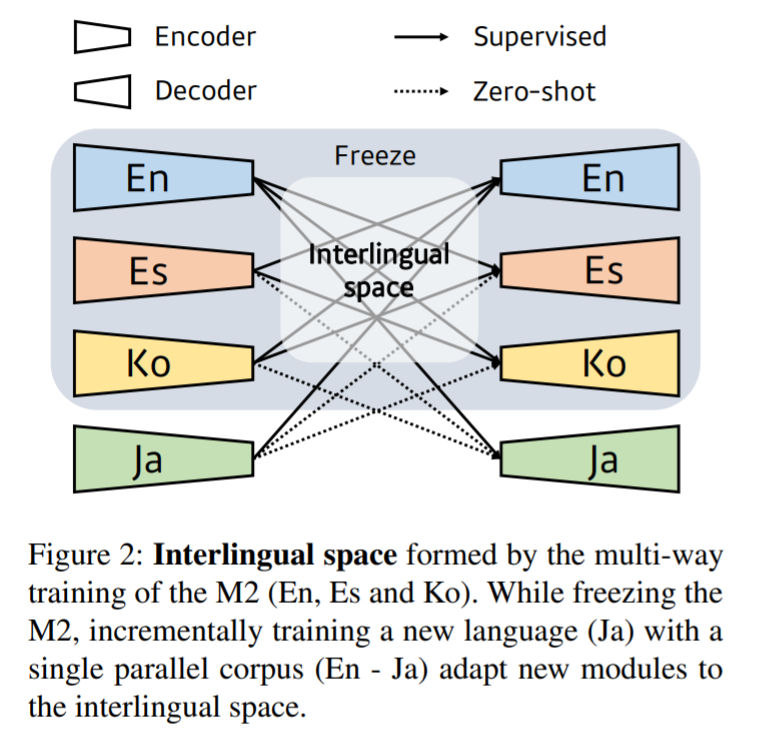 Encoder Supervised
Decoder Zero-shot
Freeze
En En
Interlingual
space
Es Es
Ko Ko
Ja Ja
Figure 2: Interlingual space formed by the multi-way
training of the M2 (En, Es and Ko). While freezing the
M2, incrementally training a new language (Ja) with a
single parallel corpus (En - Ja) adapt new modules to
the interlingual space.